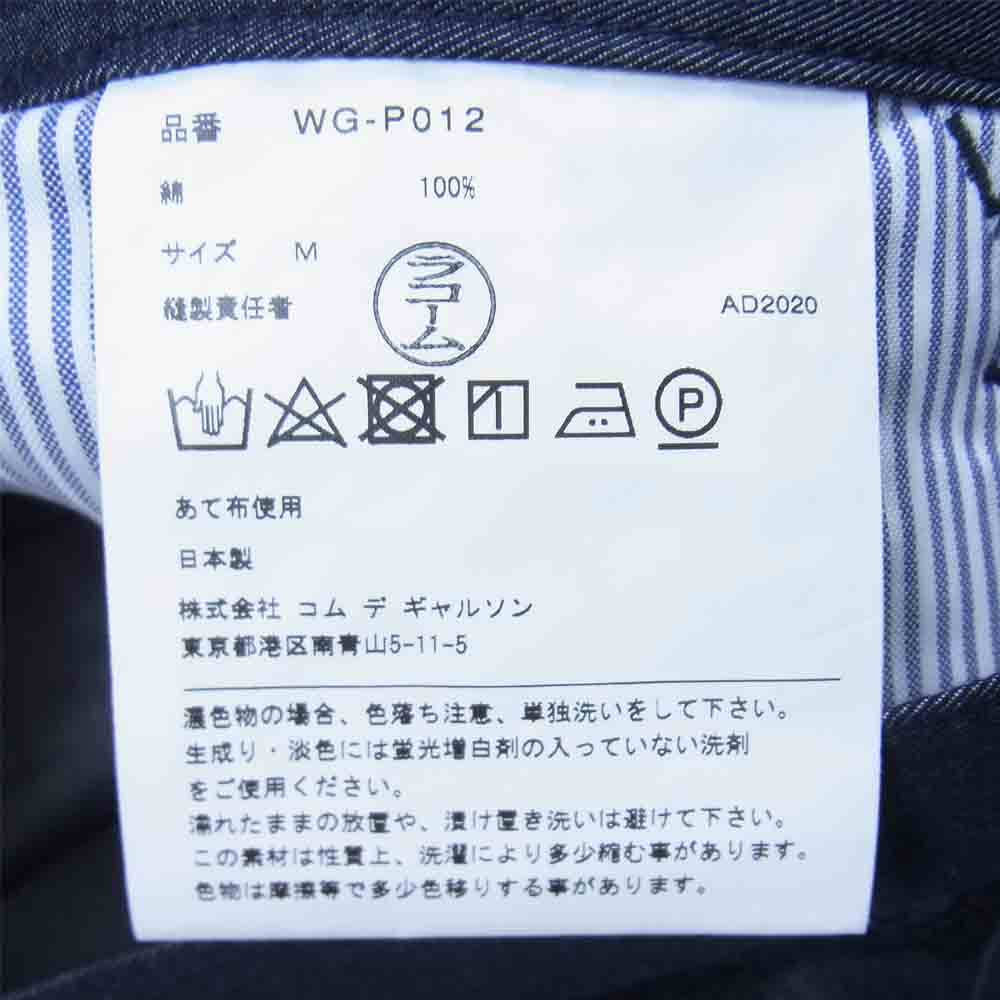 品番 WG-P012
綿 100%
サイズ M
ラコーム
縫製責任者 AD2020
P
あて布使用
日本製
株式会社 コム デ ギャルソン
東京都港区南青山5-11-5
濃色物の場合、色落ち注意、単独洗いをして下さい。
生成り・淡色には蛍光増白剤の入っていない洗剤
をご使用ください。
濡れたままの放置や、漬け置き洗いは避けて下さい。
この素材は性質上、洗濯により多少縮む事があります。
色物は摩擦等で多少色移りする事があります。